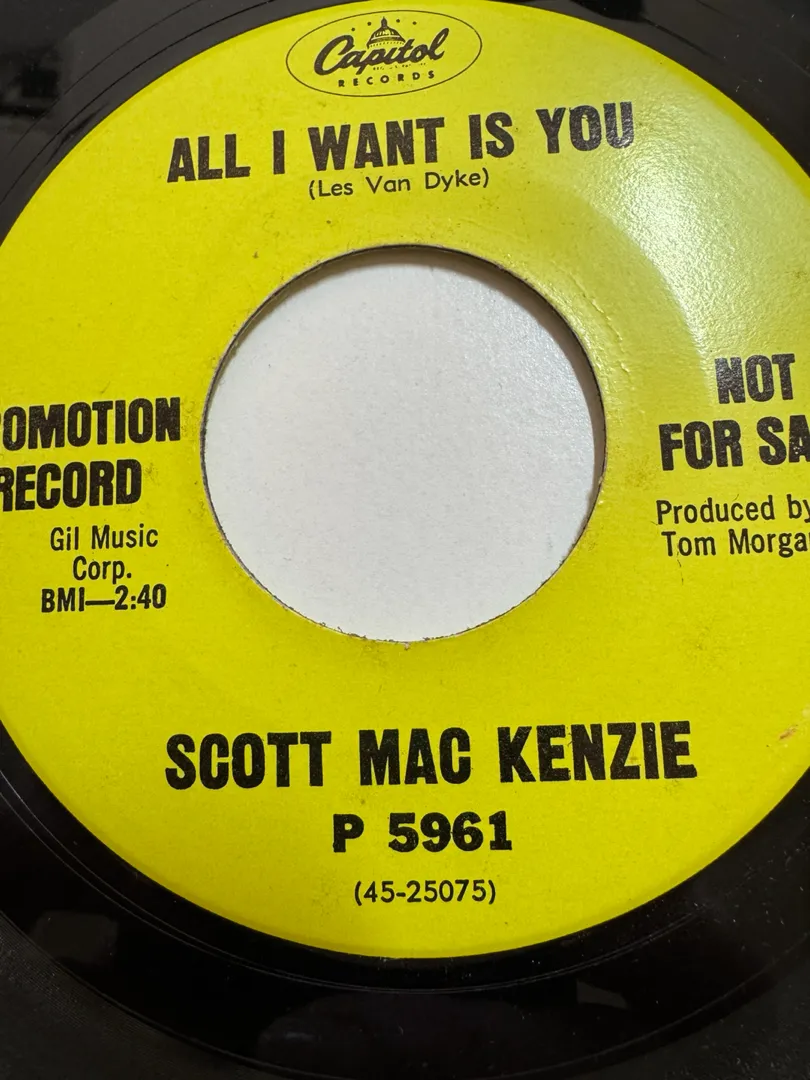 Capitol
RECORDS
ALL I WANT IS YOU
(Les Van Dyke)
OMOTION
RECORD
Gil Music
Corp.
BMI—2:40
NOT
FOR SA
Produced by
Tom Morga
SCOTT MAC KENZIE
P 5961
(45-25075)